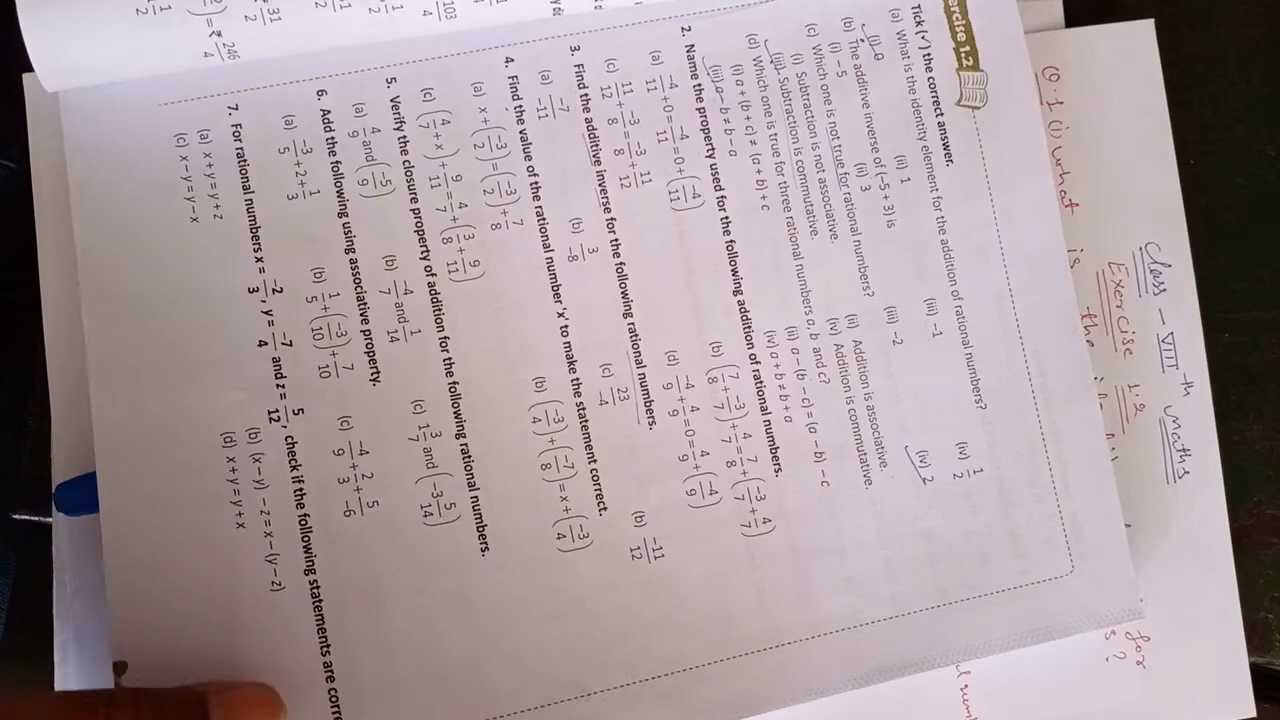 Class - VIIIth Maths
Exercise 1.2
Q.1 (i) what is the
for
s ?
ercise 1.2
1. Tick (✓) the correct answer.
(a) What is the identity element for the addition of rational numbers?
(i) 0 (ii) 1 (iii) –1 (iv) 1/2
(b) The additive inverse of (–5 + 3) is
(i) –5 (ii) 3 (iii) –2 (iv) 2
(c) Which one is not true for rational numbers?
(i) Subtraction is not associative. (ii) Addition is associative.
(iii) Subtraction is commutative. (iv) Addition is commutative.
(d) Which one is true for three rational numbers a, b and c?
(i) a + (b + c) ≠ (a + b) + c (ii) a – (b – c) = (a – b) – c
(iii) a – b ≠ b – a (iv) a + b ≠ b + a
2. Name the property used for the following addition of rational numbers.
(a) -4/11 + 0 = -4/11 = 0 + (-4/11) (b) (7/8 + -3/7) + 4/7 = 7/8 + (-3/7 + 4/7)
(c) 11/12 + -3/8 = -3/8 + 11/12 (d) -4/9 + 4/9 = 0 = 4/9 + (-4/9)
3. Find the additive inverse for the following rational numbers.
(a) -7/-11 (b) 3/-8 (c) 23/-4 (b) -11/12
4. Find the value of the rational number 'x' to make the statement correct.
(a) x + (-3/2) = (-3/2) + 7/8 (b) (-3/4) + (-7/8) = x + (-3/4)
(c) (4/7 + x) + 9/11 = 4/7 + (3/8 + 9/11)
5. Verify the closure property of addition for the following rational numbers.
(a) 4/9 and (-5/9) (b) -4/7 and 1/14 (c) 1 3/7 and (-3 5/14)
6. Add the following using associative property.
(a) -3/5 + 2 + 1/3 (b) 1/5 + (-3/10) + 7/10 (c) -4/9 + 2/3 + 5/-6
7. For rational numbers x = -2/3, y = -7/4 and z = 5/12, check if the following statements are corre
(a) x + y = y + z (b) (x – y) – z = x – (y – z)
(c) x – y = y – x (d) x + y = y + x
103/4
31/2
) = ₹ 246/4